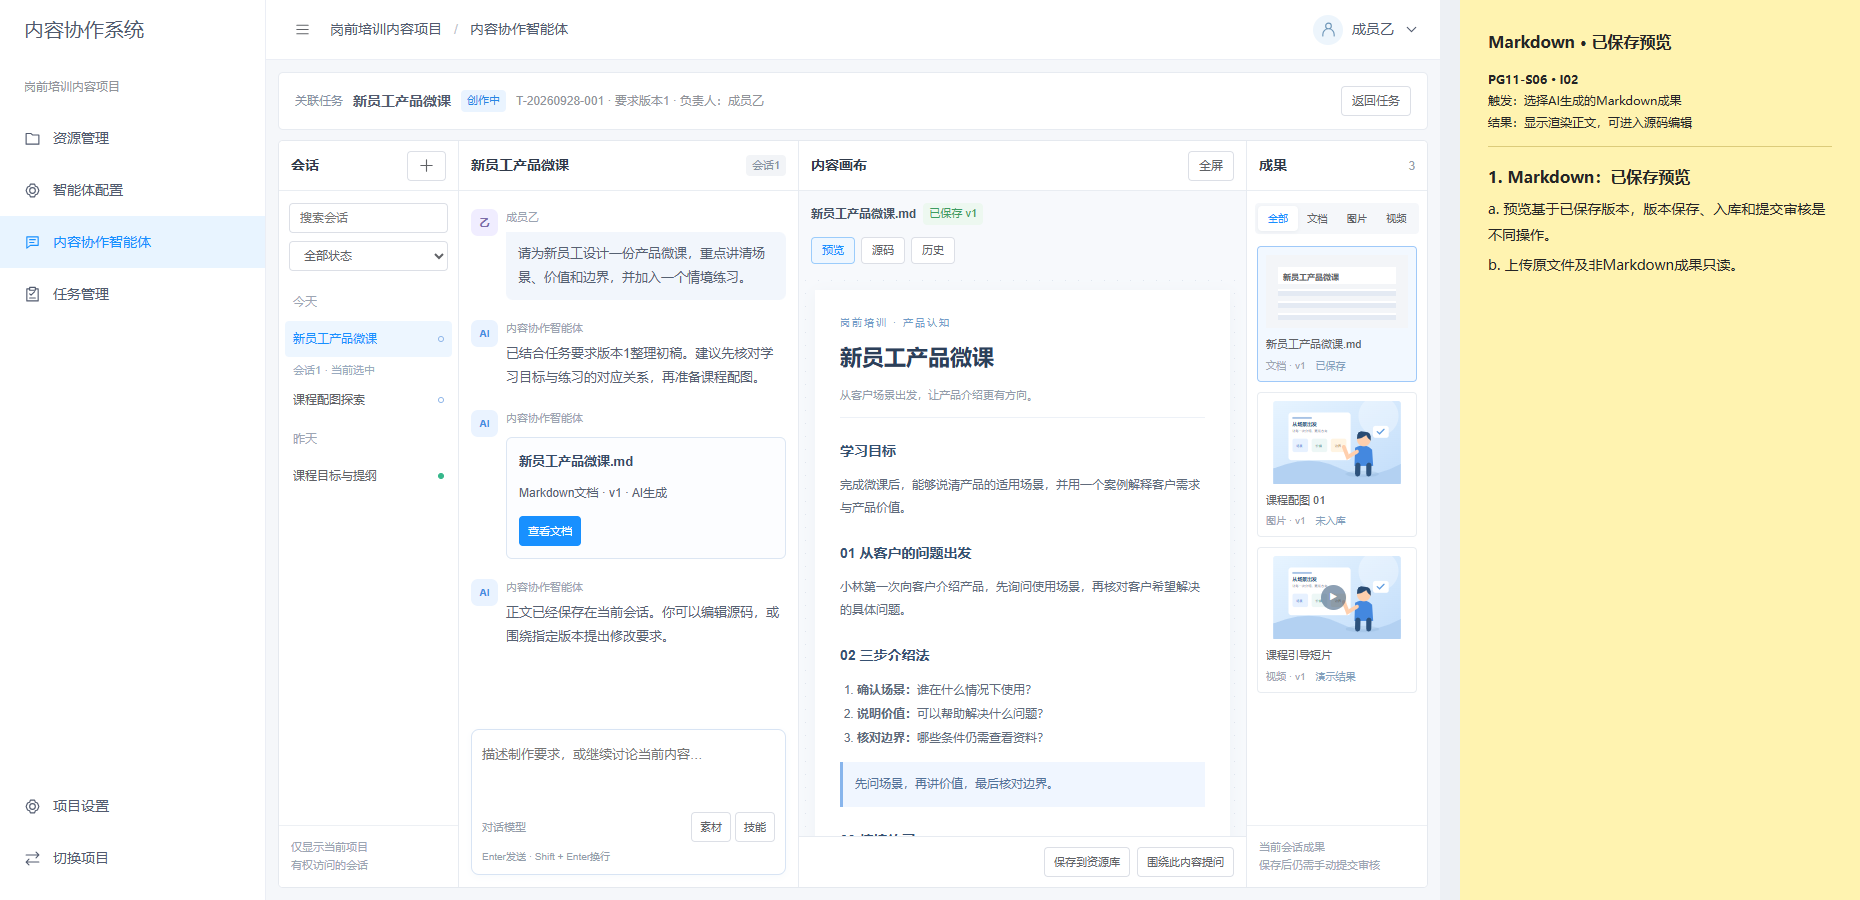 内容协作系统
岗前培训内容项目
资源管理
智能体配置
内容协作智能体
任务管理
项目设置
切换项目
岗前培训内容项目 / 内容协作智能体
成员乙
关联任务 新员工产品微课 创作中 T-20260928-001 · 要求版本1 · 负责人：成员乙
返回任务
会话
搜索会话
全部状态
今天
新员工产品微课
会话1 · 当前选中
课程配图探索
昨天
课程目标与提纲
仅显示当前项目
有权访问的会话
新员工产品微课 会话1
乙 成员乙
请为新员工设计一份产品微课，重点讲清场
景、价值和边界，并加入一个情境练习。
AI 内容协作智能体
已结合任务要求版本1整理初稿。建议先核对学
习目标与练习的对应关系，再准备课程配图。
AI 内容协作智能体
新员工产品微课.md
Markdown文档 · v1 · AI生成
查看文档
AI 内容协作智能体
正文已经保存在当前会话。你可以编辑源码，或
围绕指定版本提出修改要求。
描述制作要求，或继续讨论当前内容…
对话模型 素材 技能
Enter发送 · Shift + Enter换行
内容画布 全屏
新员工产品微课.md 已保存 v1
预览 源码 历史
岗前培训 · 产品认知
新员工产品微课
从客户场景出发，让产品介绍更有方向。
学习目标
完成微课后，能够说清产品的适用场景，并用一个案例解释客户需求
与产品价值。
01 从客户的问题出发
小林第一次向客户介绍产品，先询问使用场景，再核对客户希望解决
的具体问题。
02 三步介绍法
1. 确认场景：谁在什么情况下使用？
2. 说明价值：可以帮助解决什么问题？
3. 核对边界：哪些条件仍需查看资料？
先问场景，再讲价值，最后核对边界。
保存到资源库 围绕此内容提问
成果 3
全部 文档 图片 视频
新员工产品微课
新员工产品微课.md
文档 · v1 已保存
从场景出发
课程配图 01
图片 · v1 未入库
从场景出发
课程引导短片
视频 · v1 演示结果
当前会话成果
保存后仍需手动提交审核
Markdown • 已保存预览
PG11-S06 • I02
触发：选择AI生成的Markdown成果
结果：显示渲染正文，可进入源码编辑
1. Markdown：已保存预览
a. 预览基于已保存版本，版本保存、入库和提交审核是
不同操作。
b. 上传原文件及非Markdown成果只读。